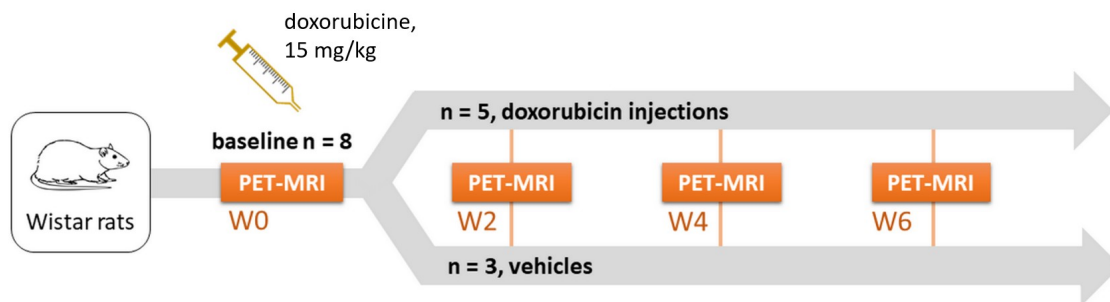 doxorubicine,
15 mg/kg
baseline n = 8
n = 5, doxorubicin injections
PET-MRI
PET-MRI
PET-MRI
PET-MRI
Wistar rats
W0
W2
W4
W6
n = 3, vehicles